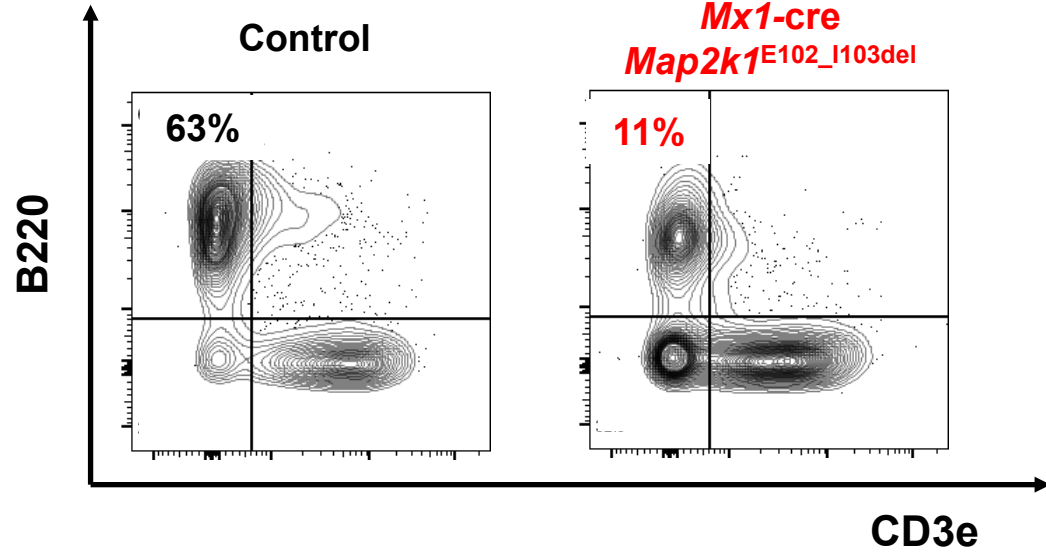 Control
Mx1-cre
Map2k1E102_I103del
63%
11%
B220
CD3e